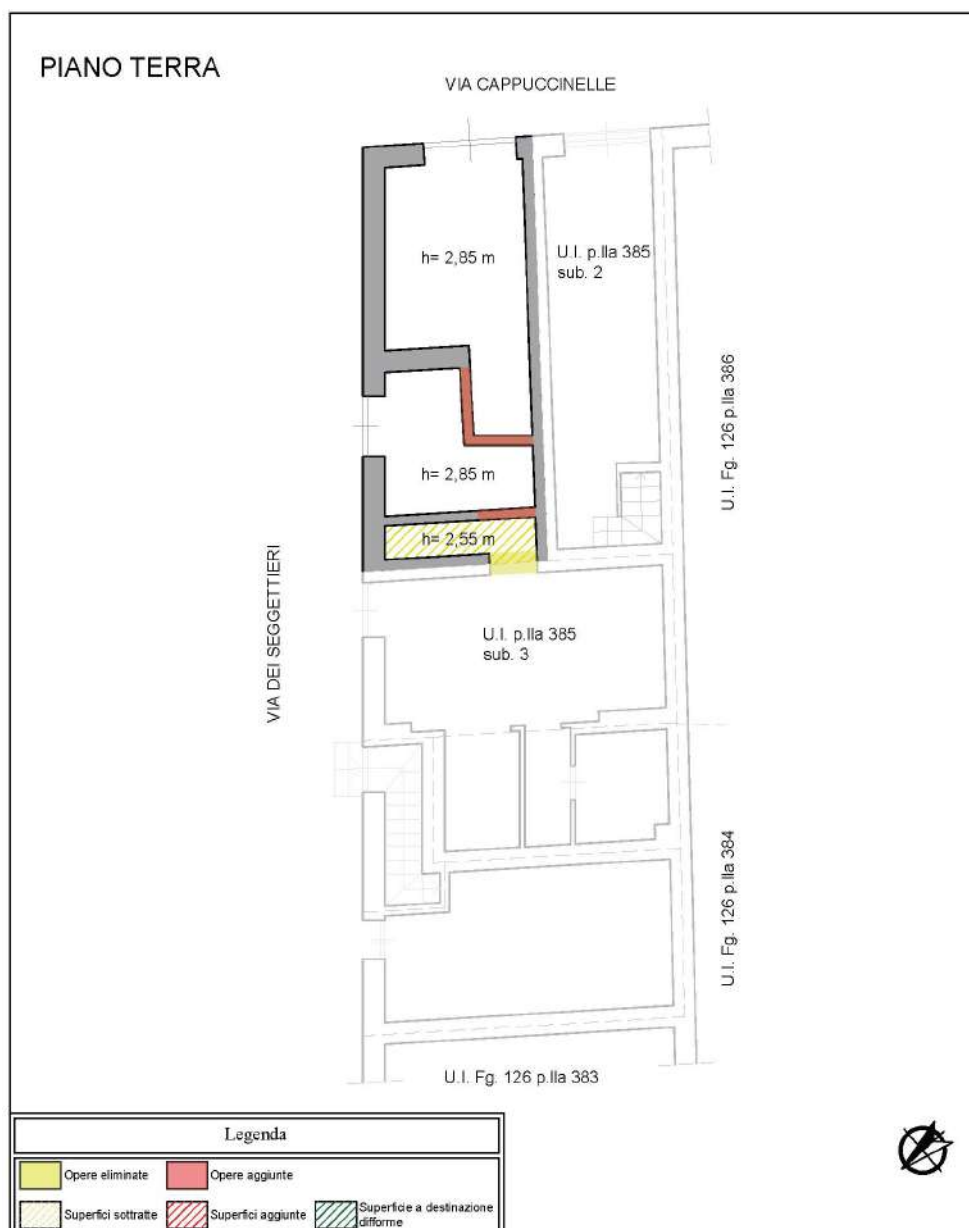 PIANO TERRA
VIA CAPPUCCINELLE
h= 2,85 m
U.I. p.lla 385
sub. 2
U.I. Fg. 126 p.lla 386
h= 2,85 m
h= 2,55 m
VIA DEI SEGGETTIERI
U.I. p.lla 385
sub. 3
U.I. Fg. 126 p.lla 384
U.I. Fg. 126 p.lla 383
Legenda
Opere eliminate
Opere aggiunte
Superfici sottratte
Superfici aggiunte
Superficie a destinazione
difforme